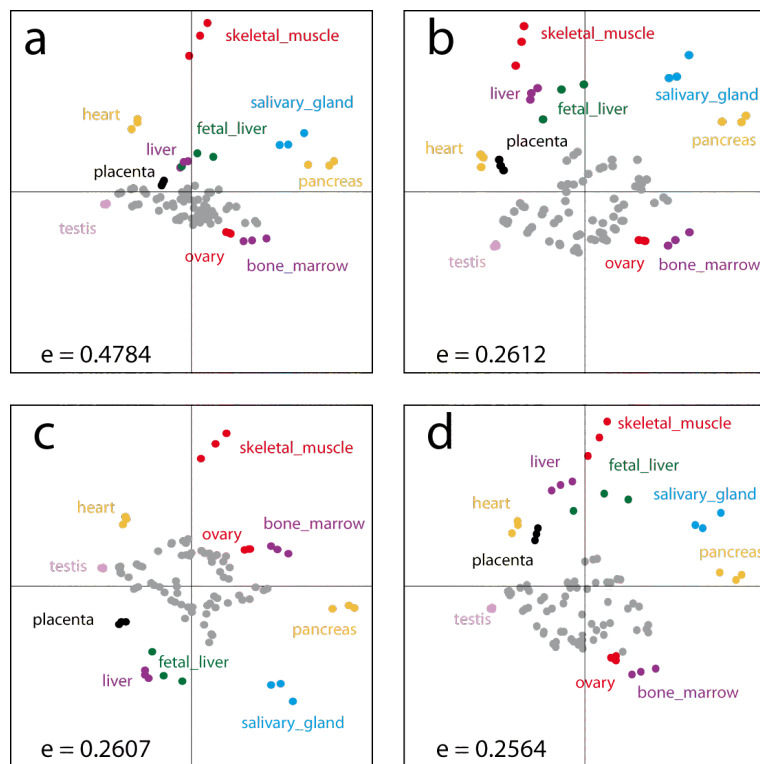 a
skeletal_muscle
salivary_gland
heart
fetal_liver
liver
placenta
pancreas
testis
ovary
bone_marrow
e = 0.4784
b
skeletal_muscle
liver
salivary_gland
fetal_liver
placenta
heart
pancreas
testis
ovary
bone_marrow
e = 0.2612
c
skeletal_muscle
heart
ovary
bone_marrow
testis
placenta
pancreas
fetal_liver
liver
salivary_gland
e = 0.2607
d
skeletal_muscle
liver
fetal_liver
salivary_gland
heart
placenta
pancreas
testis
ovary
bone_marrow
e = 0.2564